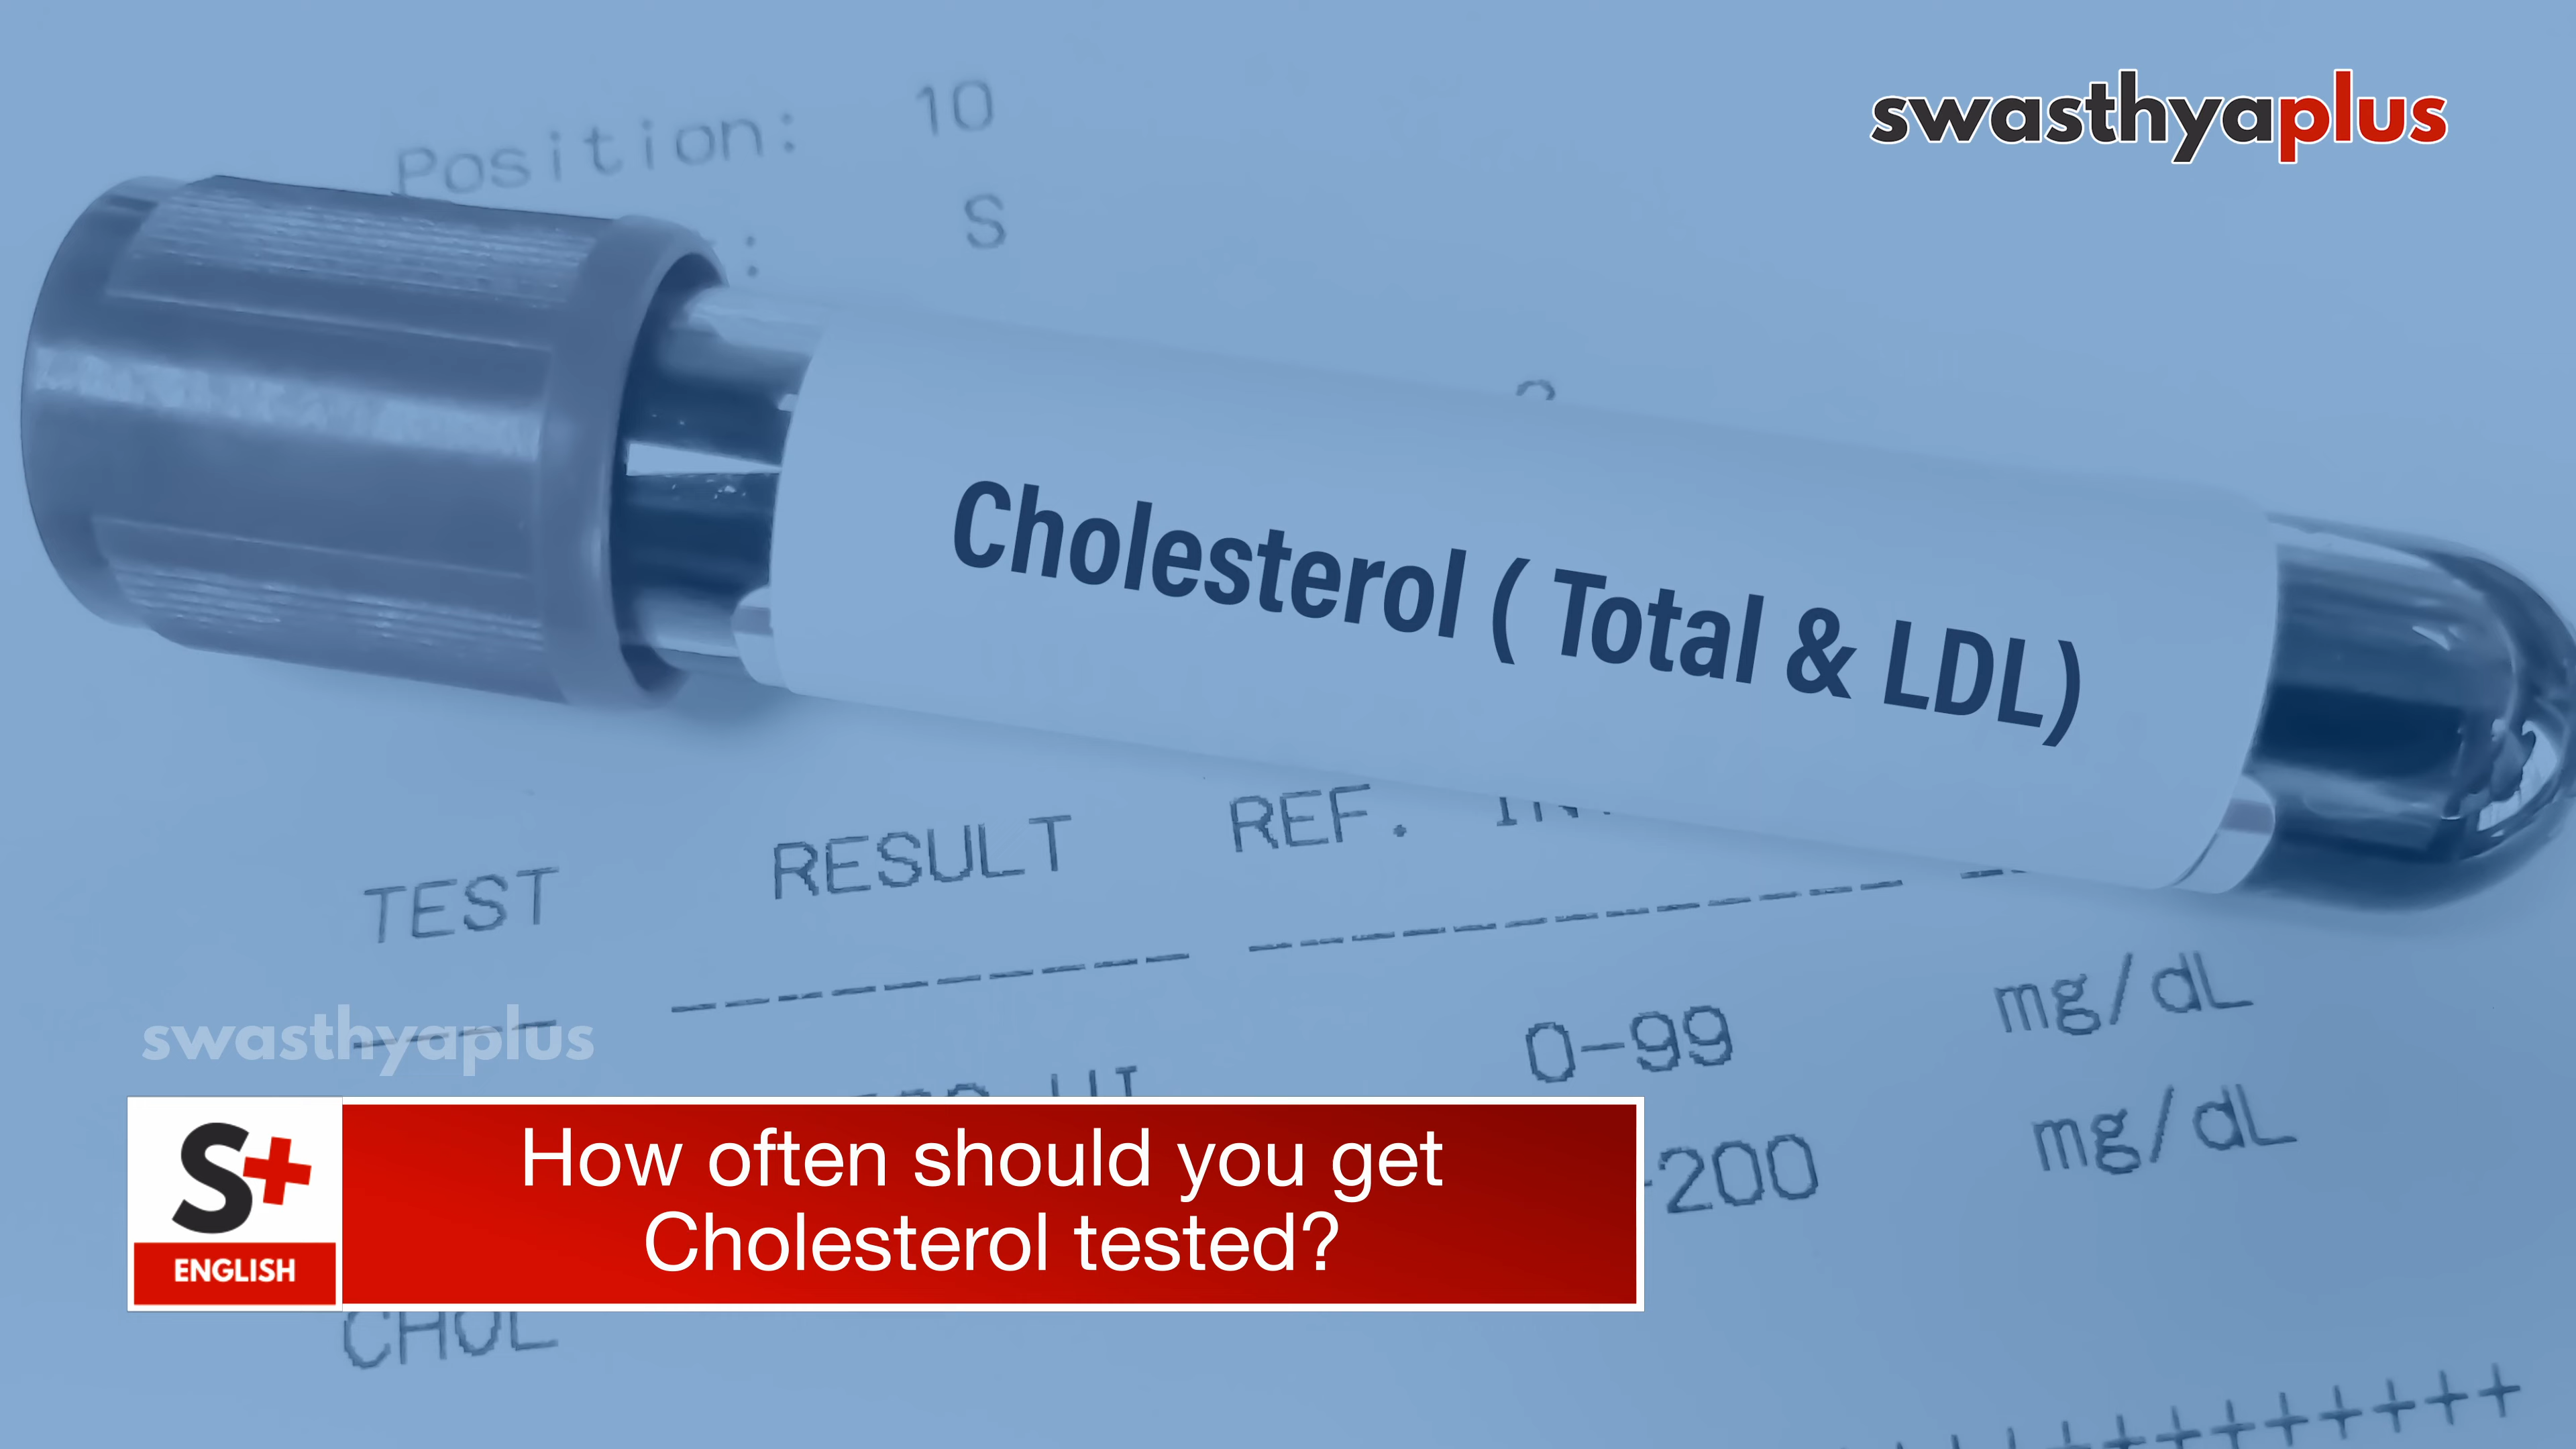 swasthyaplus
Position: 10
: S
Cholesterol ( Total & LDL)
TEST RESULT REF.
0-99 mg/dL
-200 mg/dL
swasthyaplus
S+
ENGLISH
How often should you get
Cholesterol tested?
CHOL
++++++++++